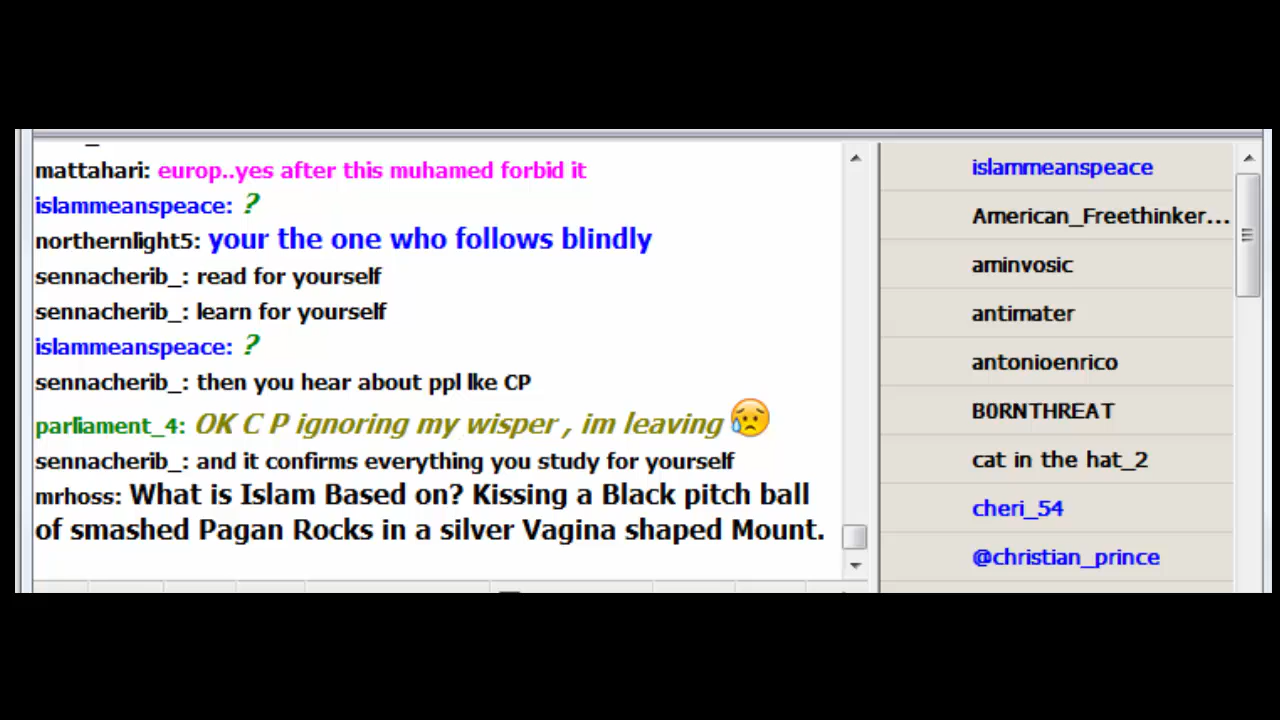 mattahari: europ..yes after this muhamed forbid it
islammeanspeace: ?
northernlight5: your the one who follows blindly
sennacherib_: read for yourself
sennacherib_: learn for yourself
islammeanspeace: ?
sennacherib_: then you hear about ppl lke CP
parliament_4: OK C P ignoring my wisper , im leaving
sennacherib_: and it confirms everything you study for yourself
mrhoss: What is Islam Based on? Kissing a Black pitch ball
of smashed Pagan Rocks in a silver Vagina shaped Mount.
islammeanspeace
American_Freethinker...
aminvosic
antimater
antonioenrico
B0RNTHREAT
cat in the hat_2
cheri_54
@christian_prince